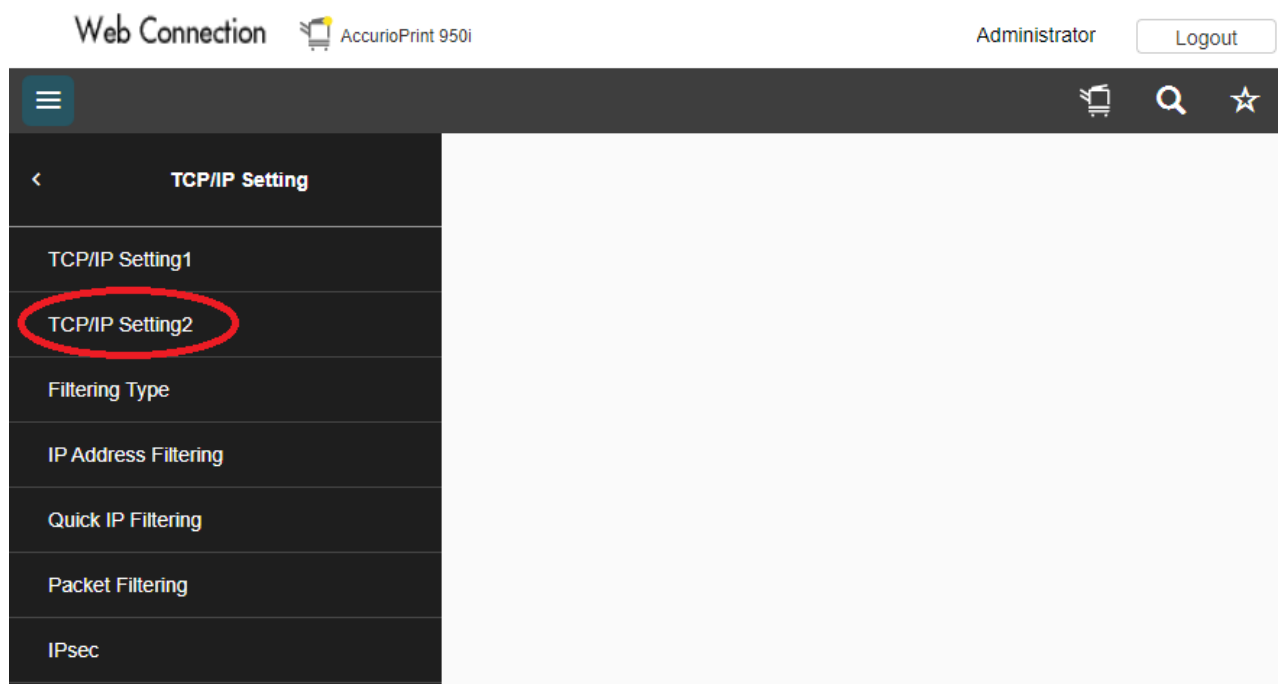 Web Connection AccurioPrint 950i Administrator Logout
TCP/IP Setting
TCP/IP Setting1
TCP/IP Setting2
Filtering Type
IP Address Filtering
Quick IP Filtering
Packet Filtering
IPsec